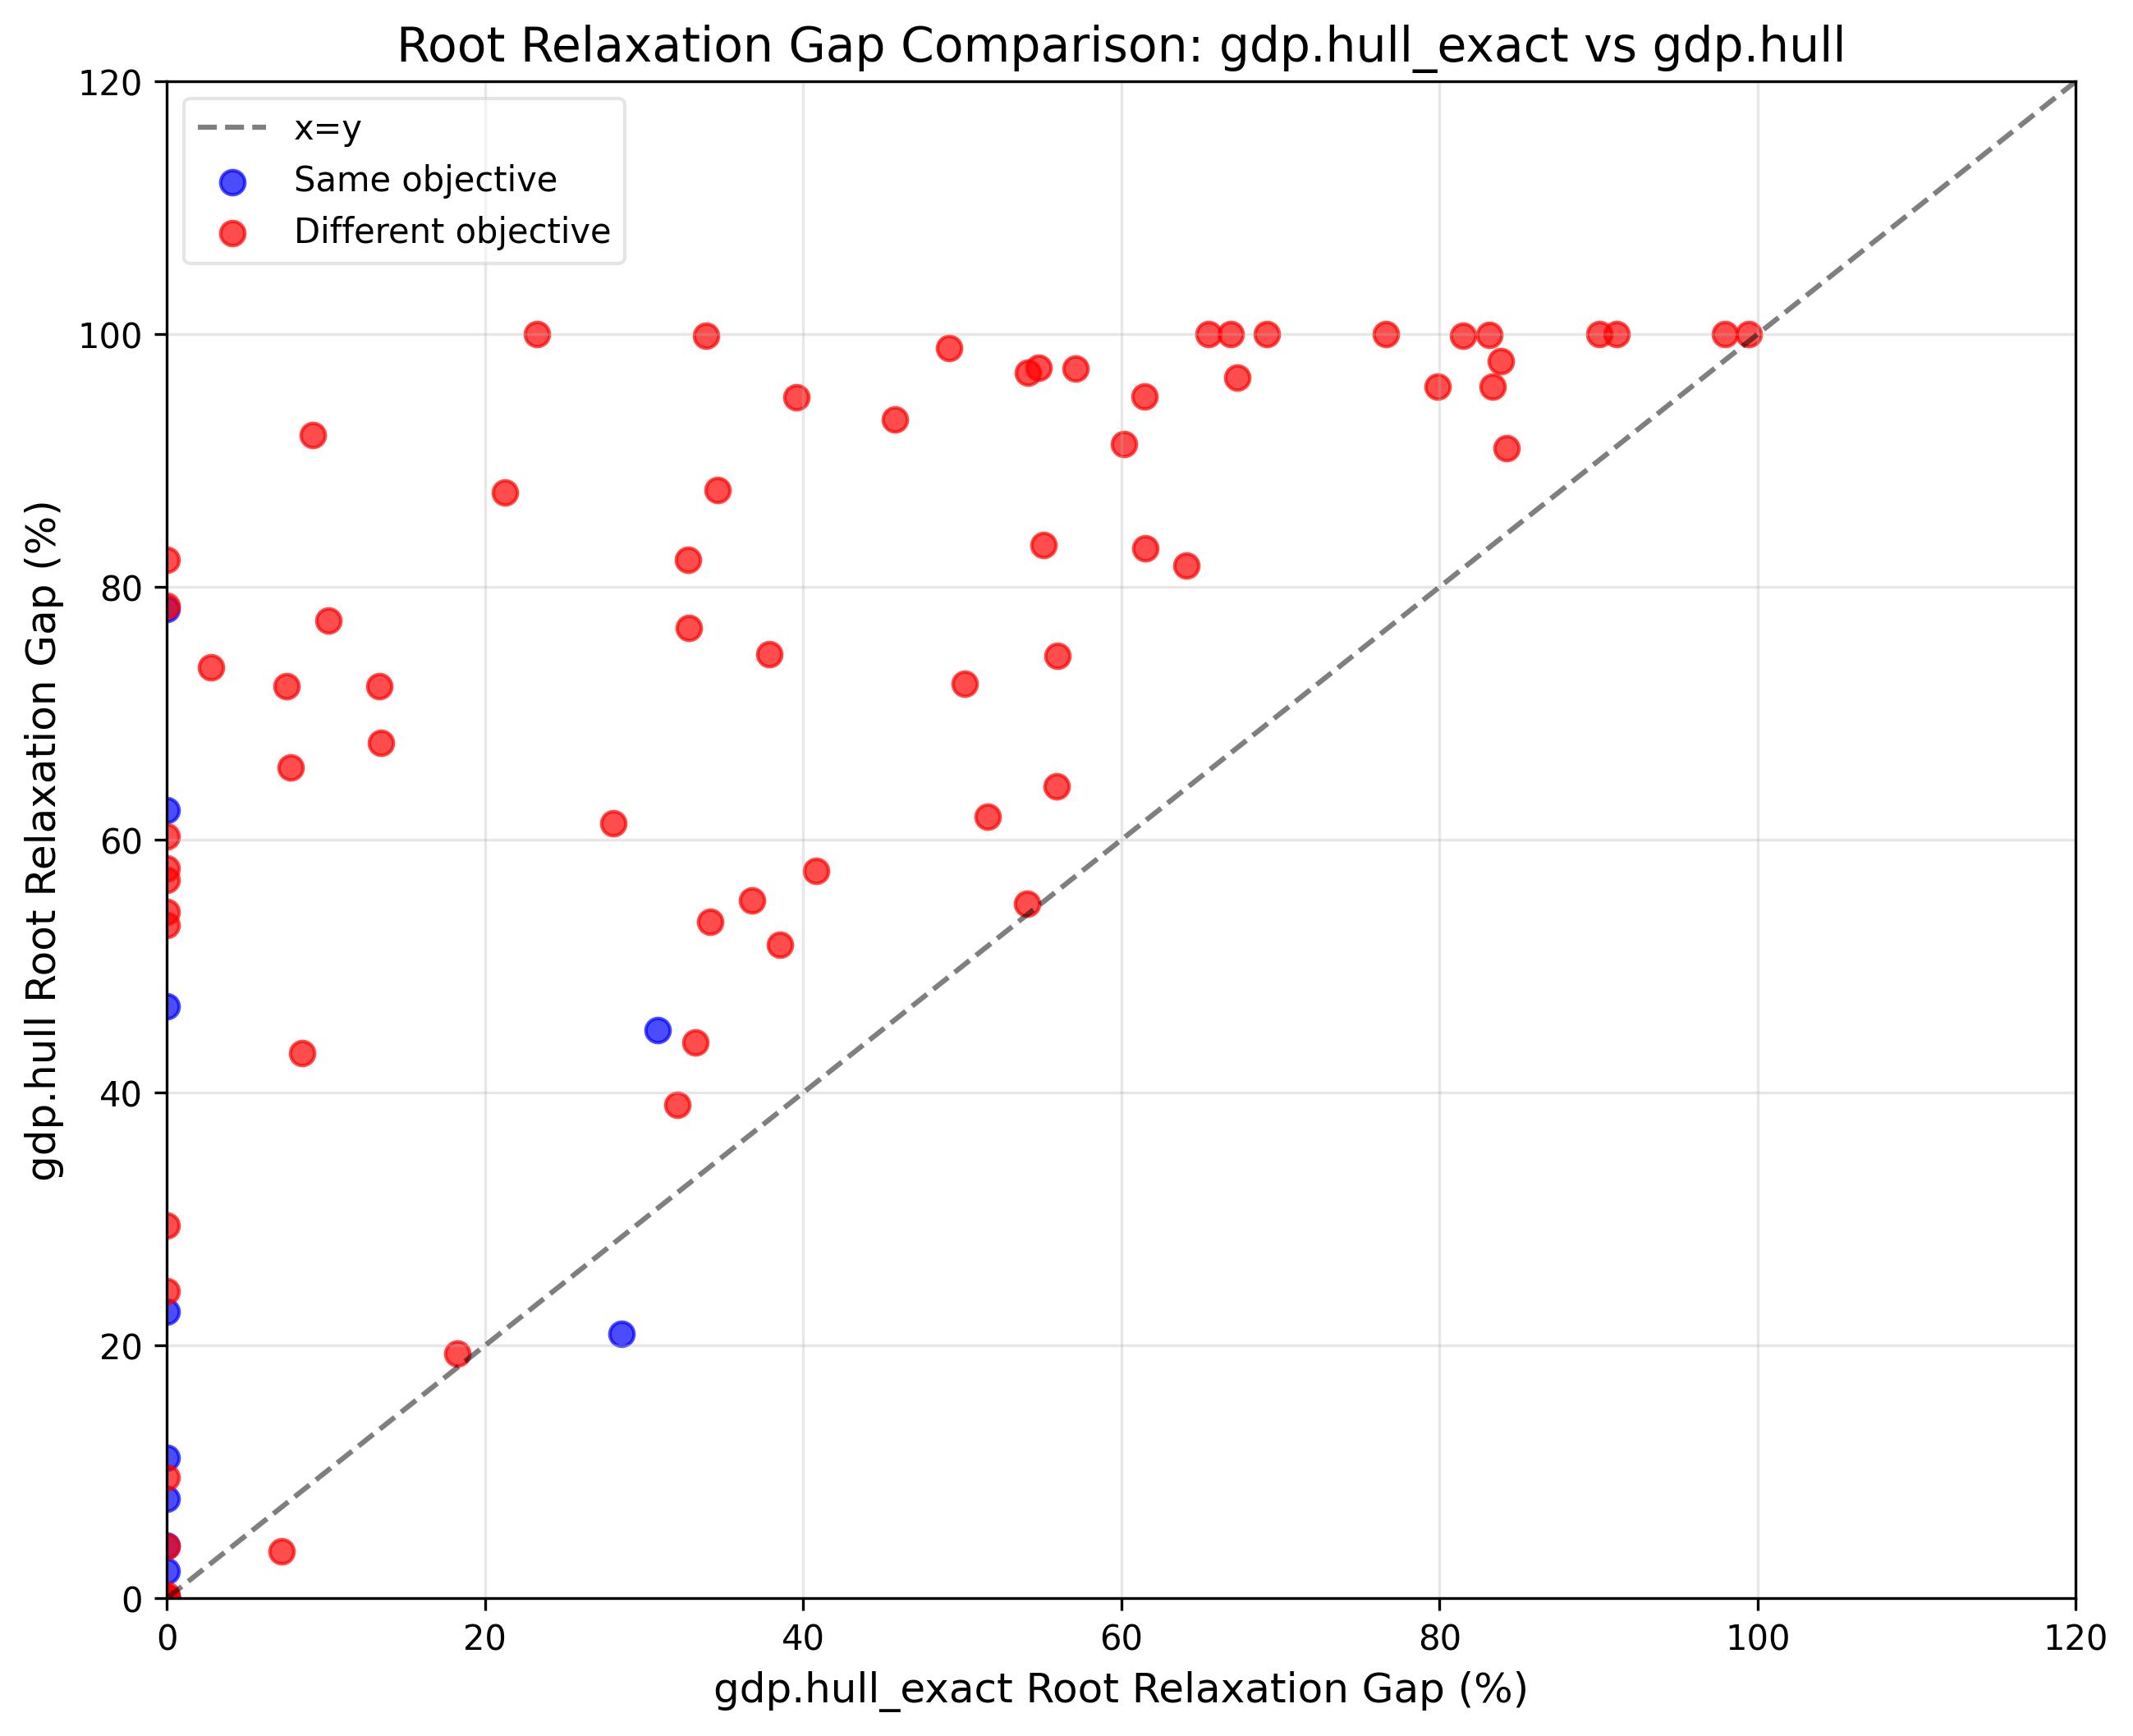 Root Relaxation Gap Comparison: gdp.hull_exact vs gdp.hull
x=y
Same objective
Different objective
gdp.hull Root Relaxation Gap (%)
120
100
80
60
40
20
0
0 20 40 60 80 100 120
gdp.hull_exact Root Relaxation Gap (%)